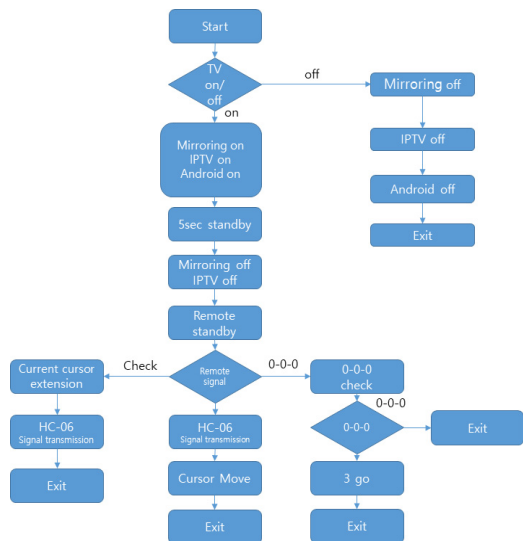 Start
TV
on/
off
off
Mirroring off
on
IPTV off
Mirroring on
IPTV on
Android on
Android off
5sec standby
Exit
Mirroring off
IPTV off
Remote
standby
Check
0-0-0
Current cursor
extension
Remote
signal
0-0-0
check
0-0-0
HC-06
Signal transmission
HC-06
Signal transmission
0-0-0
Exit
Exit
Cursor Move
3 go
Exit
Exit